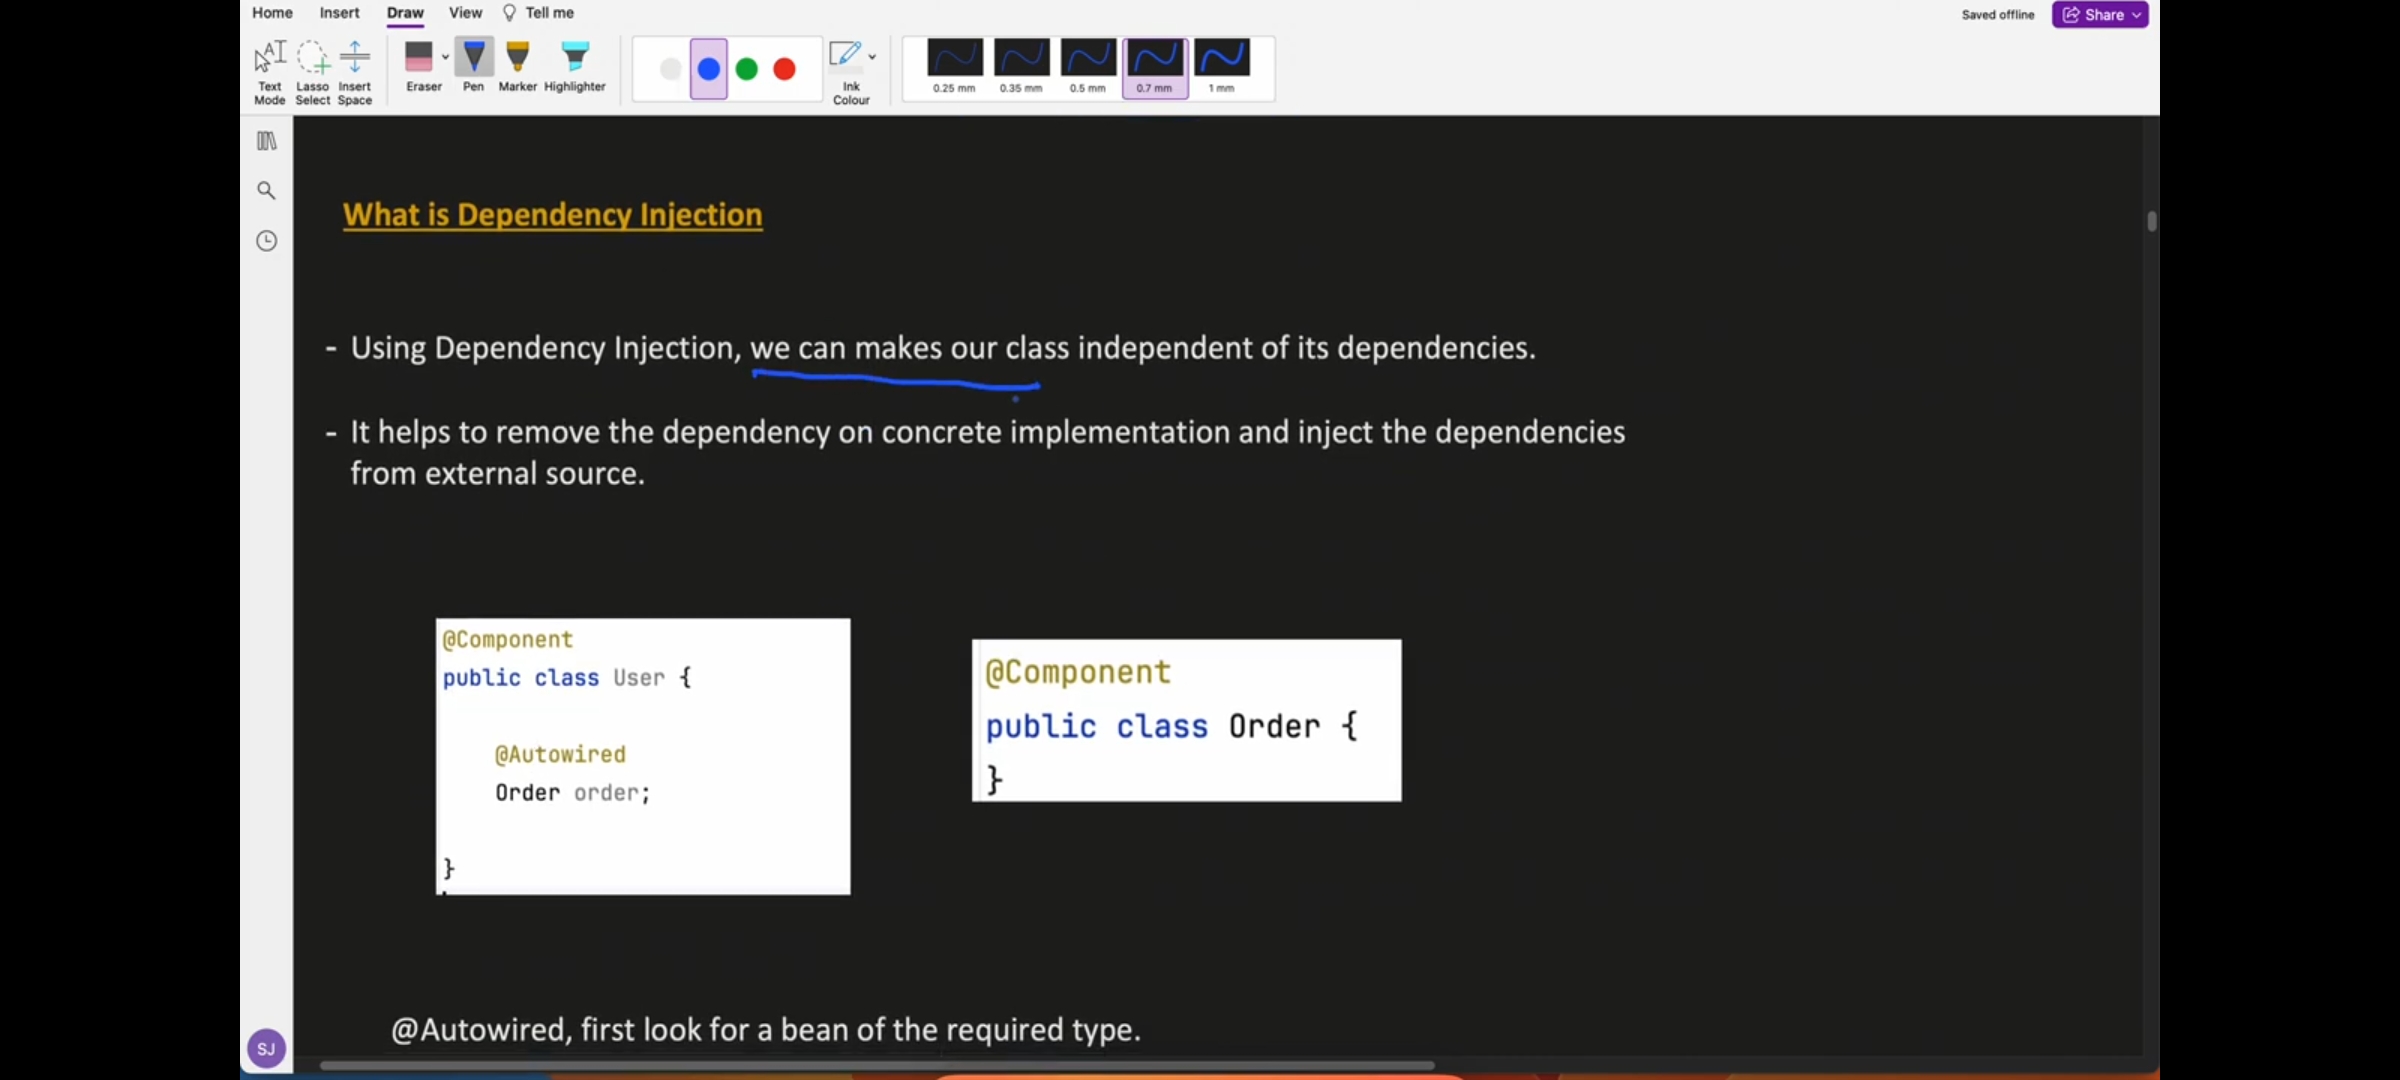 Home Insert Draw View Tell me Saved offline Share
Text Mode Lasso Select Insert Space Eraser Pen Marker Highlighter Ink Colour 0.25 mm 0.35 mm 0.5 mm 0.7 mm 1 mm
What is Dependency Injection
- Using Dependency Injection, we can makes our class independent of its dependencies.
- It helps to remove the dependency on concrete implementation and inject the dependencies
from external source.
@Component
public class User {
@Autowired
Order order;
}
@Component
public class Order {
}
@Autowired, first look for a bean of the required type.
SJ